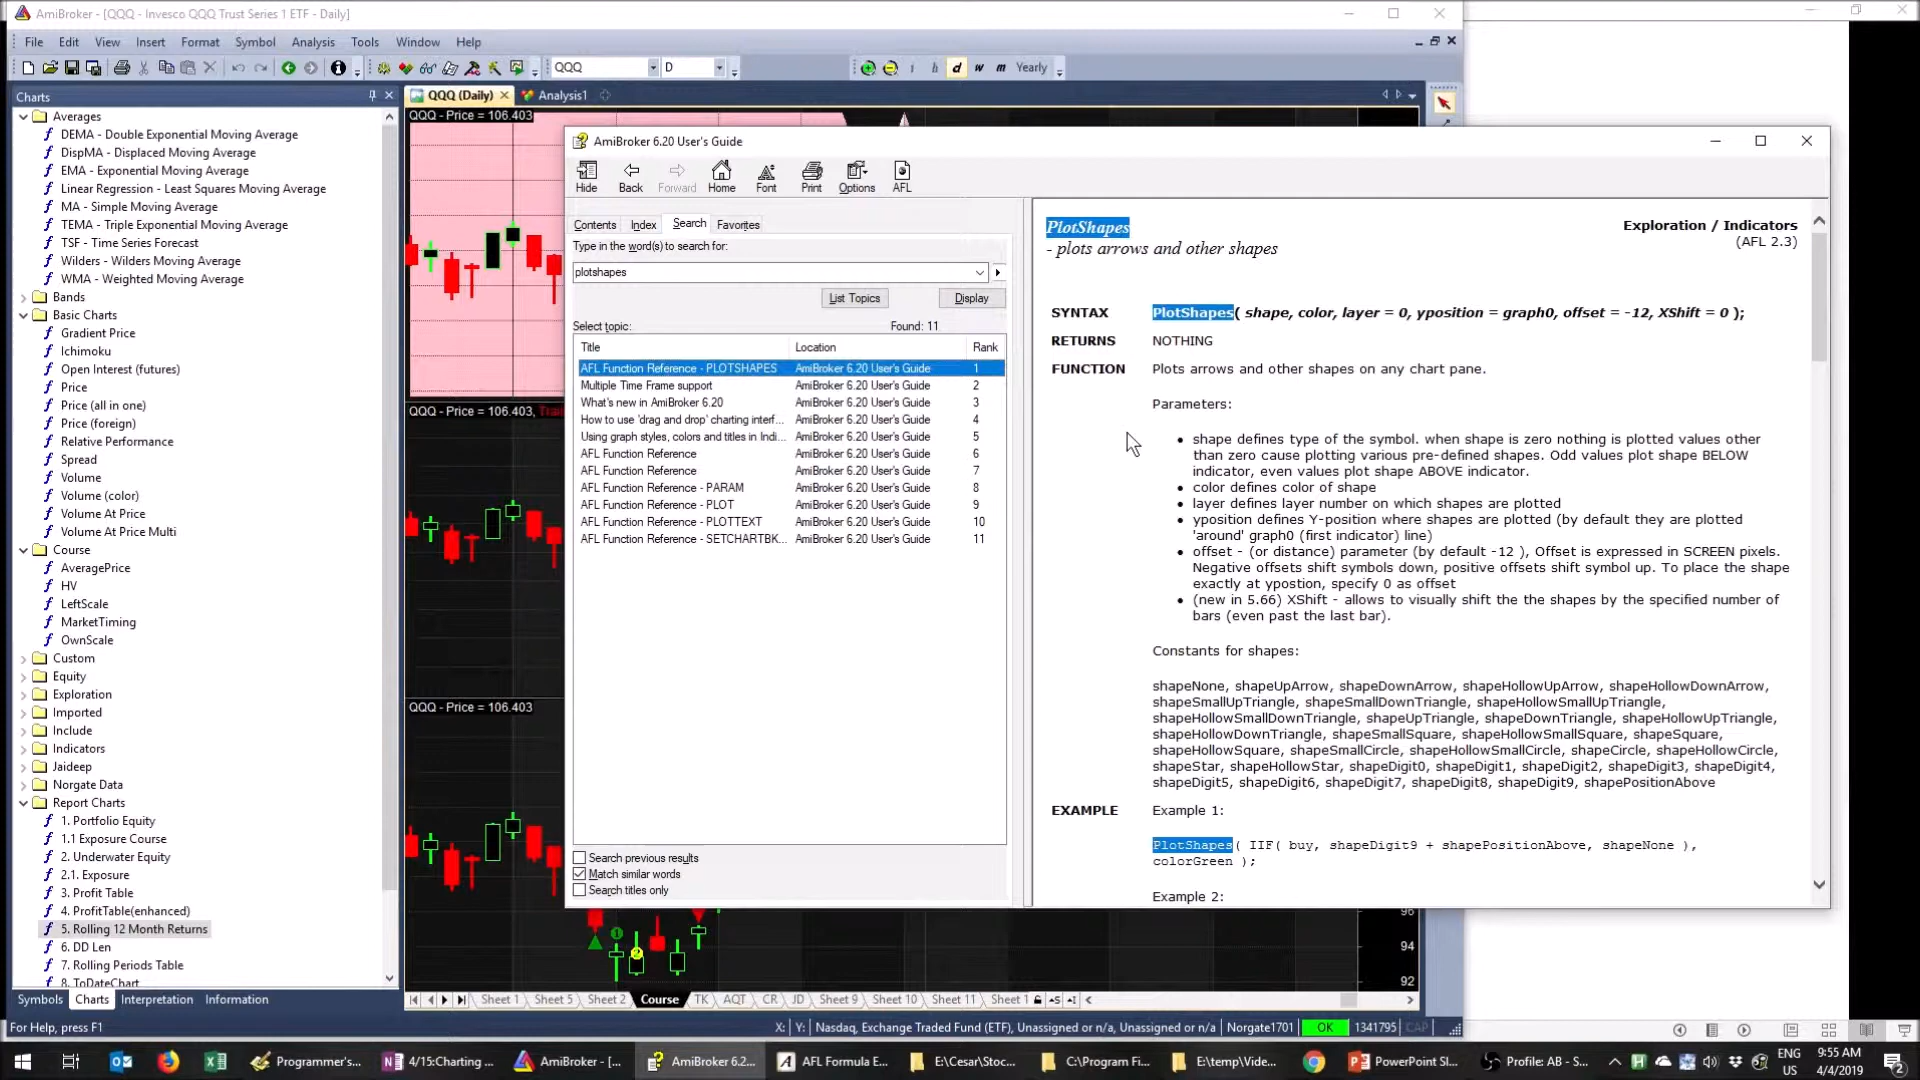 AmiBroker - [QQQ - Invesco QQQ Trust Series 1 ETF - Daily]
File Edit View Insert Format Symbol Analysis Tools Window Help
QQQ D i h d w m Yearly
Charts
QQQ (Daily) Analysis1
Averages
DEMA - Double Exponential Moving Average
DispMA - Displaced Moving Average
EMA - Exponential Moving Average
Linear Regression - Least Squares Moving Average
MA - Simple Moving Average
TEMA - Triple Exponential Moving Average
TSF - Time Series Forecast
Wilders - Wilders Moving Average
WMA - Weighted Moving Average
Bands
Basic Charts
Gradient Price
Ichimoku
Open Interest (futures)
Price
Price (all in one)
Price (foreign)
Relative Performance
Spread
Volume
Volume (color)
Volume At Price
Volume At Price Multi
Course
AveragePrice
HV
LeftScale
MarketTiming
OwnScale
Custom
Equity
Exploration
Imported
Include
Indicators
Jaideep
Norgate Data
Report Charts
1. Portfolio Equity
1.1 Exposure Course
2. Underwater Equity
2.1. Exposure
3. Profit Table
4. ProfitTable(enhanced)
5. Rolling 12 Month Returns
6. DD Len
7. Rolling Periods Table
8. ToDateChart
Symbols Charts Interpretation Information
QQQ - Price = 106.403
QQQ - Price = 106.403,
QQQ - Price = 106.403
96
94
92
AmiBroker 6.20 User's Guide
Hide Back Forward Home Font Print Options AFL
Contents Index Search Favorites
Type in the word(s) to search for:
plotshapes
List Topics Display
Select topic: Found: 11
Title Location Rank
AFL Function Reference - PLOTSHAPES AmiBroker 6.20 User's Guide 1
Multiple Time Frame support AmiBroker 6.20 User's Guide 2
What's new in AmiBroker 6.20 AmiBroker 6.20 User's Guide 3
How to use 'drag and drop' charting interf... AmiBroker 6.20 User's Guide 4
Using graph styles, colors and titles in Indi... AmiBroker 6.20 User's Guide 5
AFL Function Reference AmiBroker 6.20 User's Guide 6
AFL Function Reference AmiBroker 6.20 User's Guide 7
AFL Function Reference - PARAM AmiBroker 6.20 User's Guide 8
AFL Function Reference - PLOT AmiBroker 6.20 User's Guide 9
AFL Function Reference - PLOTTEXT AmiBroker 6.20 User's Guide 10
AFL Function Reference - SETCHARTBK... AmiBroker 6.20 User's Guide 11
Search previous results
Match similar words
Search titles only
PlotShapes Exploration / Indicators
- plots arrows and other shapes (AFL 2.3)
SYNTAX PlotShapes( shape, color, layer = 0, yposition = graph0, offset = -12, XShift = 0 );
RETURNS NOTHING
FUNCTION Plots arrows and other shapes on any chart pane.
Parameters:
• shape defines type of the symbol. when shape is zero nothing is plotted values other
than zero cause plotting various pre-defined shapes. Odd values plot shape BELOW
indicator, even values plot shape ABOVE indicator.
• color defines color of shape
• layer defines layer number on which shapes are plotted
• yposition defines Y-position where shapes are plotted (by default they are plotted
'around' graph0 (first indicator) line)
• offset - (or distance) parameter (by default -12 ), Offset is expressed in SCREEN pixels.
Negative offsets shift symbols down, positive offsets shift symbol up. To place the shape
exactly at ypostion, specify 0 as offset
• (new in 5.66) XShift - allows to visually shift the the shapes by the specified number of
bars (even past the last bar).
Constants for shapes:
shapeNone, shapeUpArrow, shapeDownArrow, shapeHollowUpArrow, shapeHollowDownArrow,
shapeSmallUpTriangle, shapeSmallDownTriangle, shapeHollowSmallUpTriangle,
shapeHollowSmallDownTriangle, shapeUpTriangle, shapeDownTriangle, shapeHollowUpTriangle,
shapeHollowDownTriangle, shapeSmallSquare, shapeHollowSmallSquare, shapeSquare,
shapeHollowSquare, shapeSmallCircle, shapeHollowSmallCircle, shapeCircle, shapeHollowCircle,
shapeStar, shapeHollowStar, shapeDigit0, shapeDigit1, shapeDigit2, shapeDigit3, shapeDigit4,
shapeDigit5, shapeDigit6, shapeDigit7, shapeDigit8, shapeDigit9, shapePositionAbove
EXAMPLE Example 1:
PlotShapes( IIF( buy, shapeDigit9 + shapePositionAbove, shapeNone ),
colorGreen );
Example 2:
Sheet 1 Sheet 5 Sheet 2 Course TK AQT CR JD Sheet 9 Sheet 10 Sheet 11 Sheet 1
For Help, press F1 X: Y: Nasdaq, Exchange Traded Fund (ETF), Unassigned or n/a, Unassigned or n/a Norgate1701 OK 1341795 CAP
Programmer's... 4/15:Charting ... AmiBroker - [... AmiBroker 6.2... AFL Formula E... E:\Cesar\Stoc... C:\Program Fi... E:\temp\Vide... PowerPoint Sl... Profile: AB - S... ENG US 9:55 AM 4/4/2019